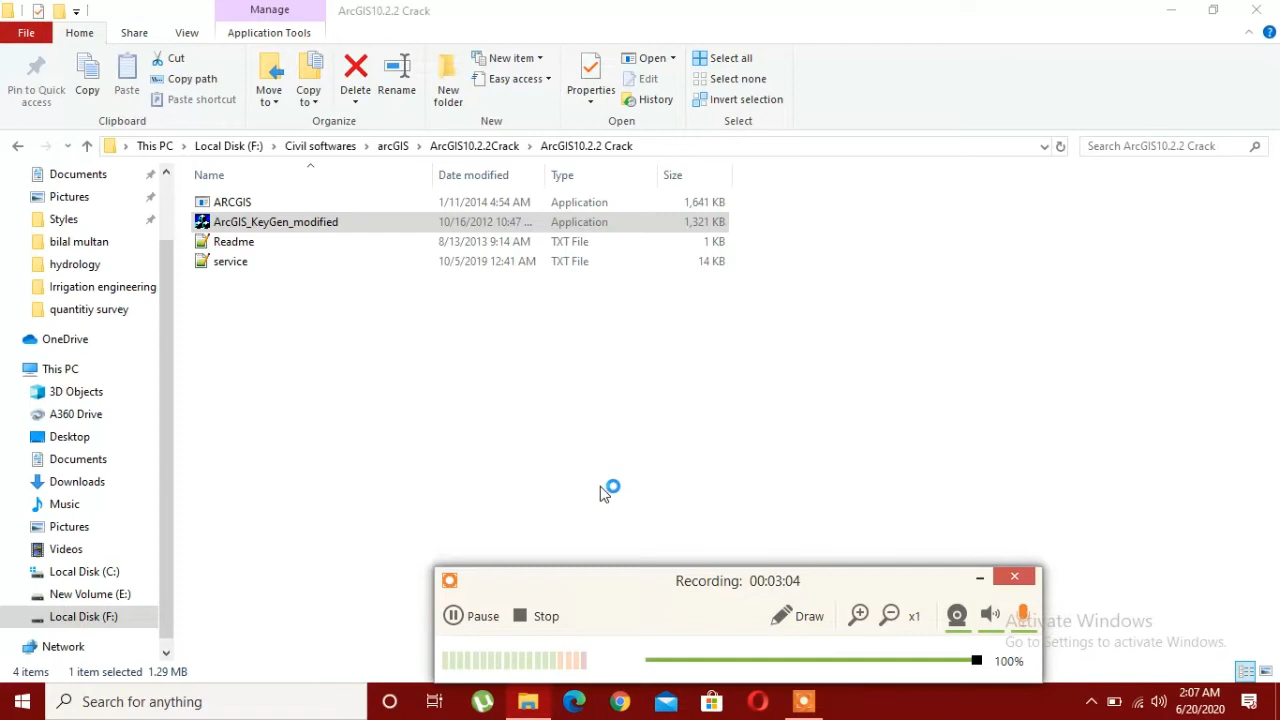 Manage
ArcGIS10.2.2 Crack
File
Home
Share
View
Application Tools
Pin to Quick access
Copy
Paste
Cut
Copy path
Paste shortcut
Clipboard
Move to
Copy to
Delete
Rename
Organize
New folder
New item
Easy access
New
Properties
Open
Edit
History
Open
Select all
Select none
Invert selection
Select
This PC
Local Disk (F:)
Civil softwares
arcGIS
ArcGIS10.2.2Crack
ArcGIS10.2.2 Crack
Search ArcGIS10.2.2 Crack
Name Date modified Type Size
ARCGIS 1/11/2014 4:54 AM Application 1,641 KB
ArcGIS_KeyGen_modified 10/16/2012 10:47 ... Application 1,321 KB
Readme 8/13/2013 9:14 AM TXT File 1 KB
service 10/5/2019 12:41 AM TXT File 14 KB
Documents
Pictures
Styles
bilal multan
hydrology
Irrigation engineering
quantitiy survey
OneDrive
This PC
3D Objects
A360 Drive
Desktop
Documents
Downloads
Music
Pictures
Videos
Local Disk (C:)
New Volume (E:)
Local Disk (F:)
Network
4 items 1 item selected 1.29 MB
Recording: 00:03:04
Pause
Stop
Draw
x1
100%
Activate Windows
Go to Settings to activate Windows.
Search for anything
2:07 AM
6/20/2020